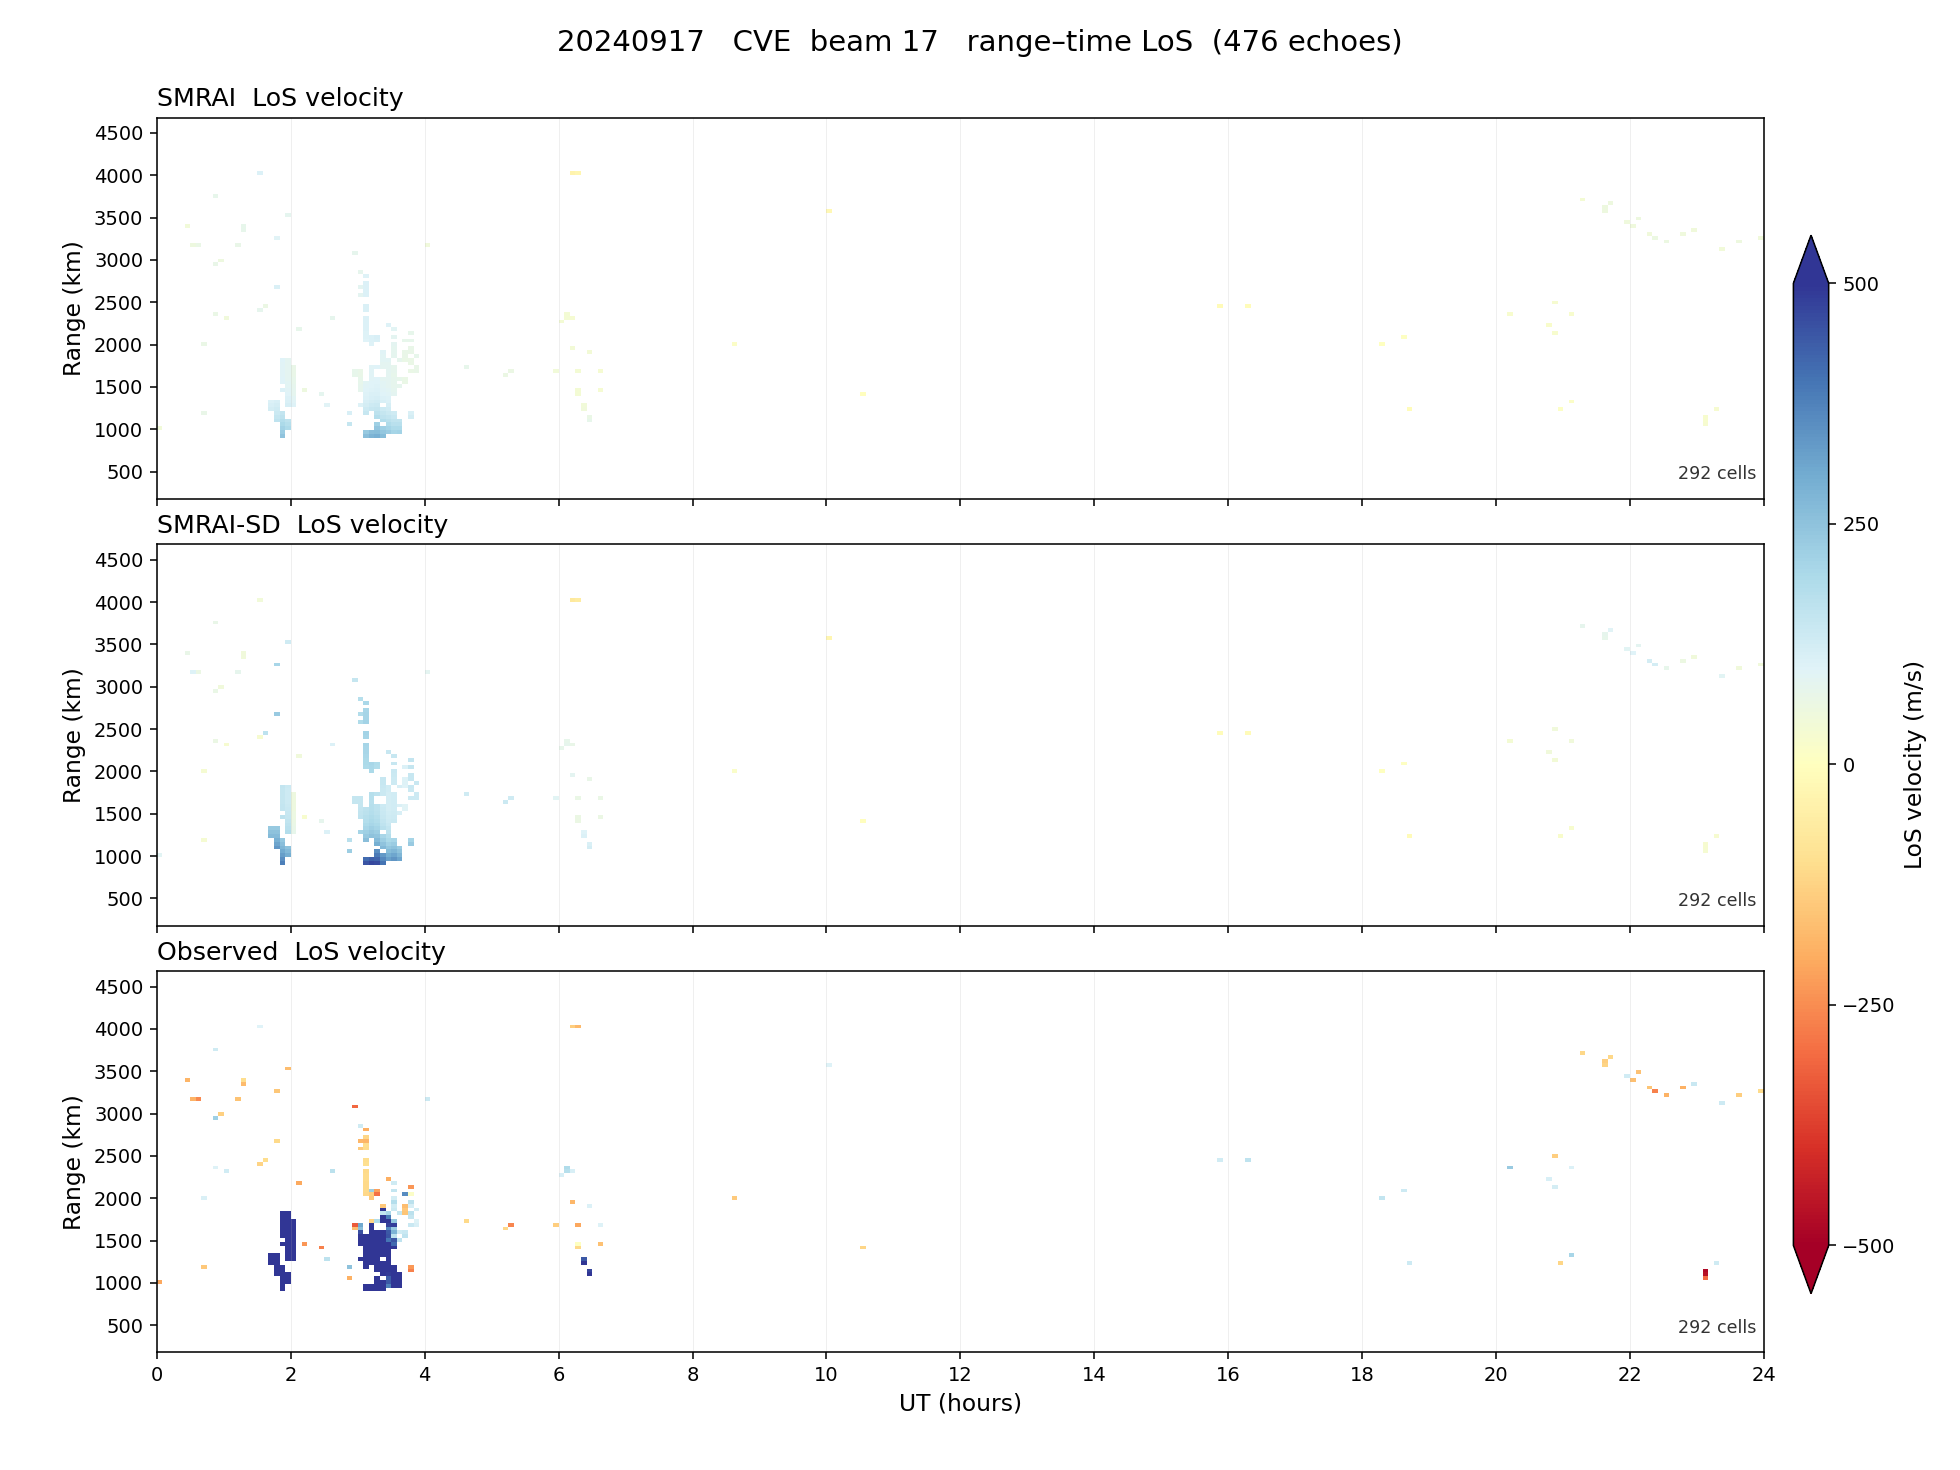 20240917 CVE beam 17 range–time LoS (476 echoes)
SMRAI LoS velocity
4500
4000
3500
3000
2500
2000
1500
1000
500
Range (km)
292 cells
SMRAI-SD LoS velocity
4500
4000
3500
3000
2500
2000
1500
1000
500
Range (km)
292 cells
Observed LoS velocity
4500
4000
3500
3000
2500
2000
1500
1000
500
Range (km)
292 cells
0 2 4 6 8 10 12 14 16 18 20 22 24
UT (hours)
500
250
0
−250
−500
LoS velocity (m/s)